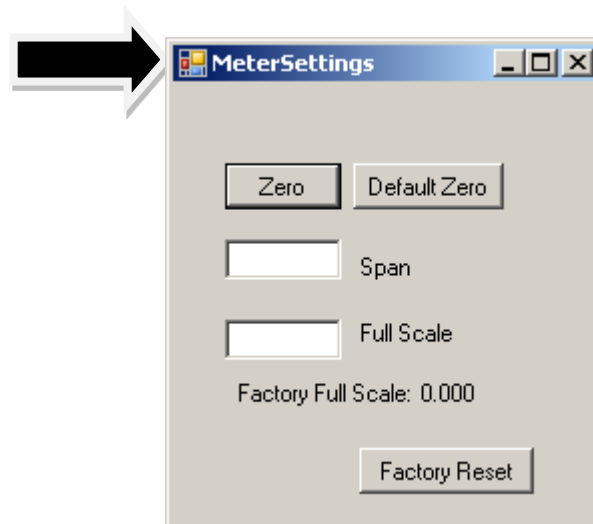 MeterSettings
Zero Default Zero
Span
Full Scale
Factory Full Scale: 0.000
Factory Reset